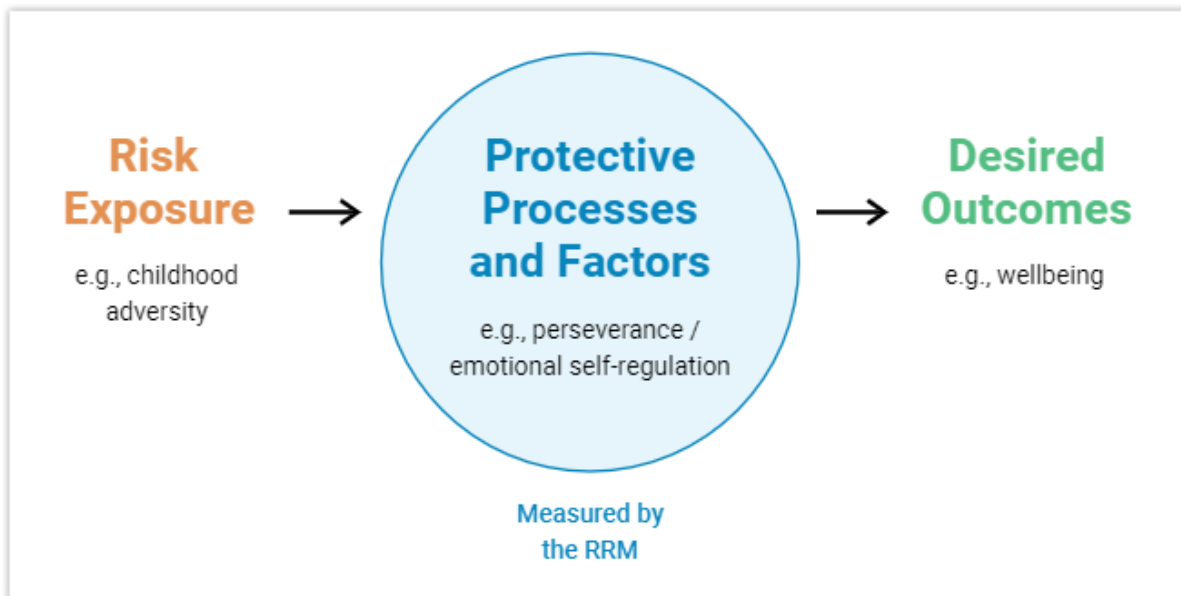 Risk
Exposure
e.g., childhood
adversity
Protective
Processes
and Factors
e.g., perseverance /
emotional self-regulation
Measured by
the RRM
Desired
Outcomes
e.g., wellbeing